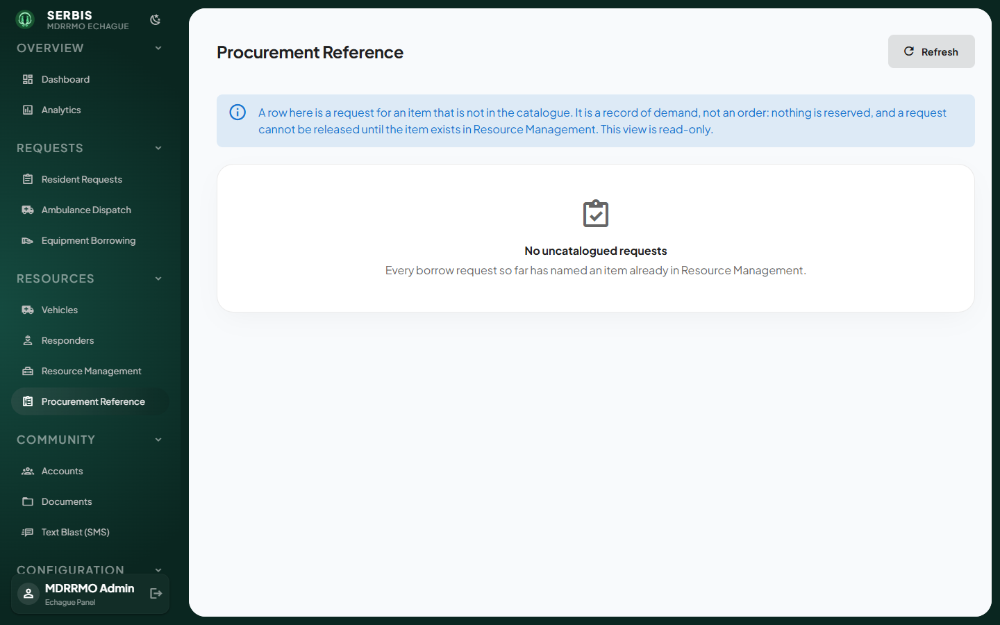 SERBIS
MDRRMO ECHAGUE
OVERVIEW
Dashboard
Analytics
REQUESTS
Resident Requests
Ambulance Dispatch
Equipment Borrowing
RESOURCES
Vehicles
Responders
Resource Management
Procurement Reference
COMMUNITY
Accounts
Documents
Text Blast (SMS)
CONFIGURATION
MDRRMO Admin
Echague Panel
Procurement Reference
Refresh
A row here is a request for an item that is not in the catalogue. It is a record of demand, not an order: nothing is reserved, and a request
cannot be released until the item exists in Resource Management. This view is read-only.
No uncatalogued requests
Every borrow request so far has named an item already in Resource Management.